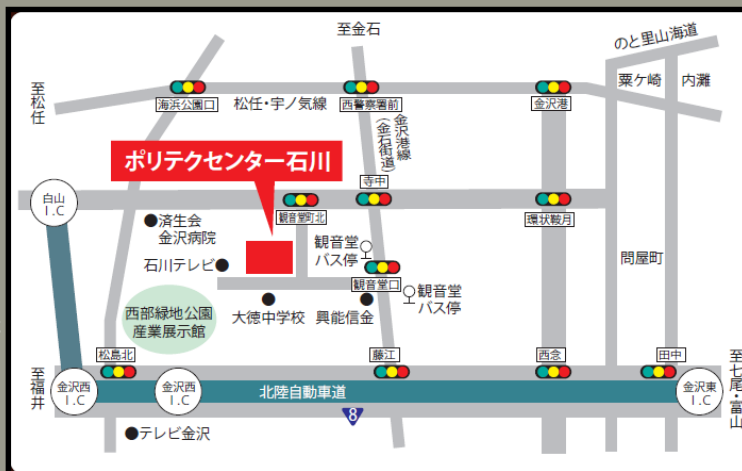 至金石
のと里山海道
至松任
海浜公園口
松任・宇ノ気線
西警察署前
金沢港
粟ケ崎
内灘
金沢港線
(金石街道)
ポリテクセンター石川
寺中
白山
I.C
観音堂町北
環状鞍月
済生会
金沢病院
石川テレビ
観音堂
バス停
観音堂口
観音堂
バス停
問屋町
西部緑地公園
産業展示館
大徳中学校
興能信金
松島北
藤江
西念
田中
至福井
金沢西
I.C
金沢西
I.C
北陸自動車道
金沢東
I.C
至七尾・富山
8
テレビ金沢